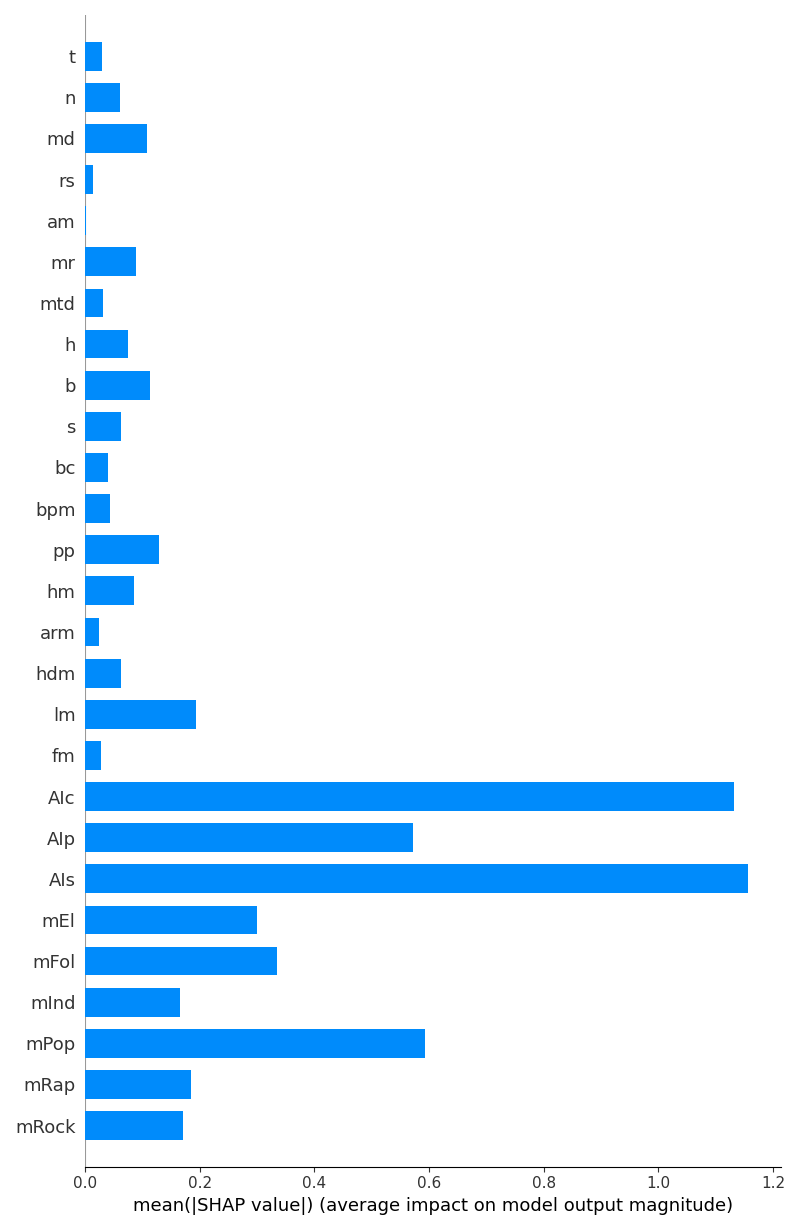 t
n
md
rs
am
mr
mtd
h
b
s
bc
bpm
pp
hm
arm
hdm
lm
fm
AIc
AIp
AIs
mEl
mFol
mInd
mPop
mRap
mRock
0.0 0.2 0.4 0.6 0.8 1.0 1.2
mean(|SHAP value|) (average impact on model output magnitude)